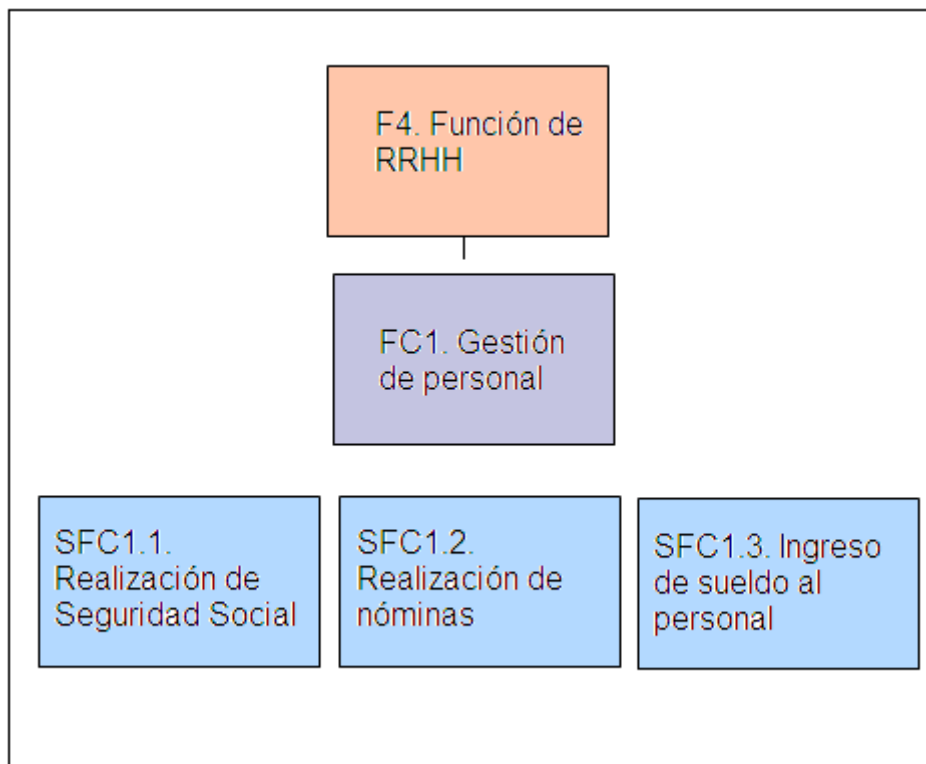 F4. Función de
RRHH
FC1. Gestión
de personal
SFC1.1.
Realización de
Seguridad Social
SFC1.2.
Realización de
nóminas
SFC1.3. Ingreso
de sueldo al
personal